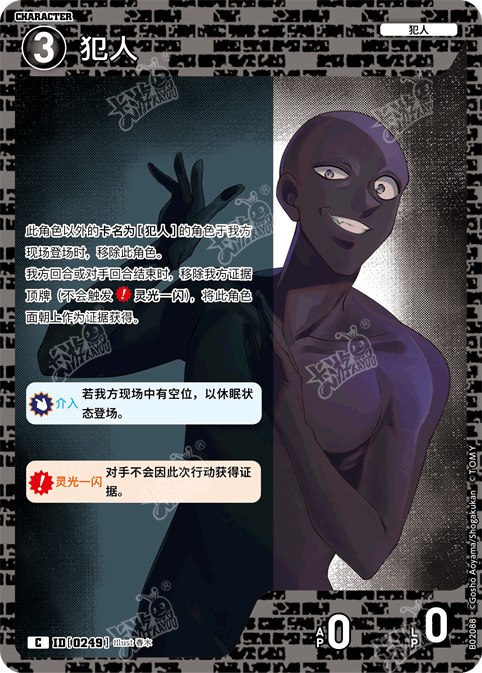 CHARACTER
犯人
3 犯人
此角色以外的卡名为[犯人]的角色于我方
现场登场时，移除此角色。
我方回合或对手回合结束时，移除我方证据
顶牌（不会触发灵光一闪），将此角色
面朝上作为证据获得。
介入 若我方现场中有空位，以休眠状
态登场。
灵光一闪 对手不会因此次行动获得证
据。
C ID[0249] illust 春木
AP 0 LP 0
B02088 ©Gosho Aoyama/Shogakukan ©TOMY